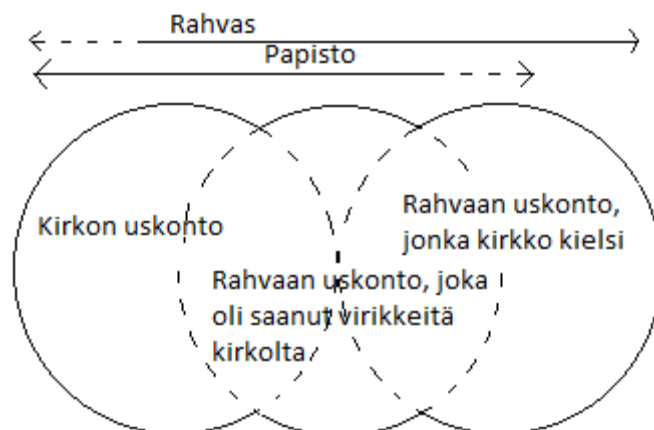 Rahvas
Papisto
Kirkon uskonto
Rahvaan uskonto,
jonka kirkko kielsi
Rahvaan uskonto, joka
oli saanut virikkeitä
kirkolta